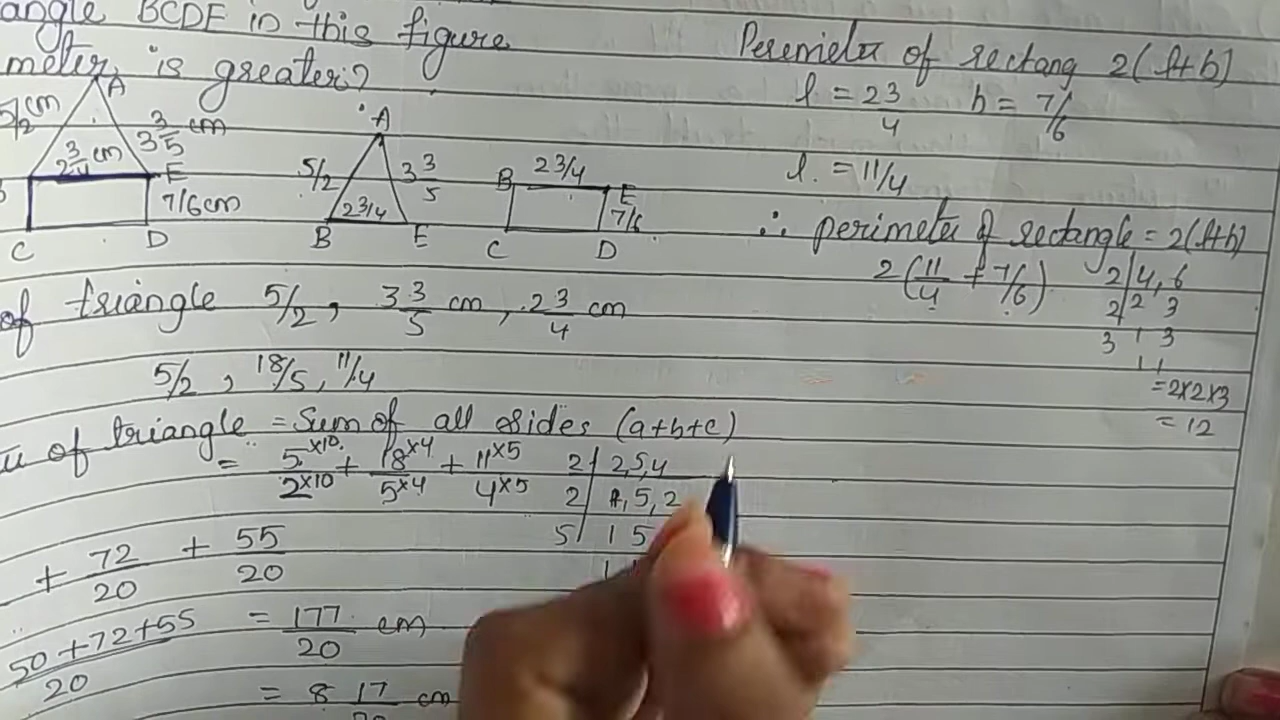 angle BCDE in this figure
meter is greater?
A
5/2 cm
3 3/5 cm
2 3/4 cm
E
7/6 cm
C D
A
5/2
3 3/5
2 3/4
B E
2 3/4
B E
7/6
C D
of triangle 5/2, 3 3/5 cm, 2 3/4 cm
5/2, 18/5, 11/4
of triangle = Sum of all sides (a+b+c)
= 5×10/2×10 + 18×4/5×4 + 11×5/4×5
2 | 2,5,4
2 | 1,5,2
5 | 1 5
+ 72/20 + 55/20
50+72+55/20 = 177/20 cm
= 8 17/20 cm
Peremieter of rectang 2(l+b)
l = 23/4 b = 7/6
l. = 11/4
∴ perimeter of rectangle = 2(l+b)
2(11/4 + 7/6)
2 | 4, 6
2 | 2 3
3 1 3
1 1
= 2×2×3
= 12